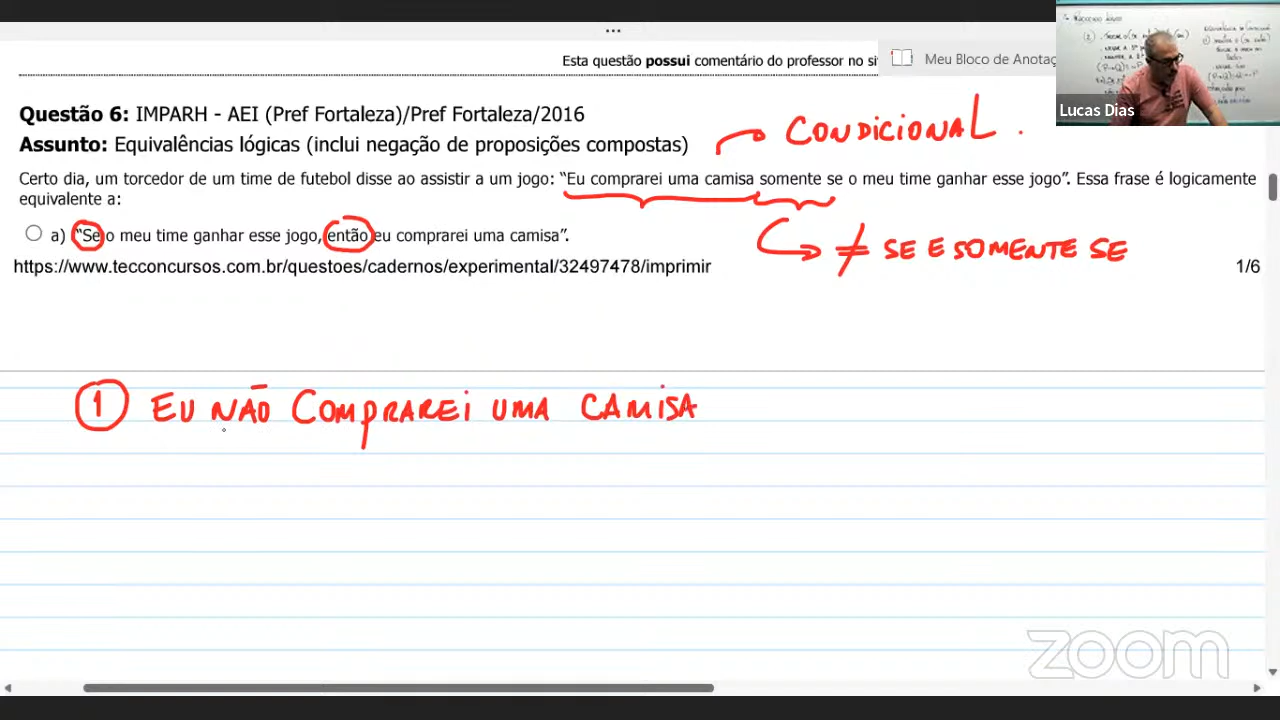 Esta questão possui comentário do professor no si
Meu Bloco de Anotaç
Lucas Dias
Questão 6: IMPARH - AEI (Pref Fortaleza)/Pref Fortaleza/2016
Assunto: Equivalências lógicas (inclui negação de proposições compostas)
CONDICIONAL.
Certo dia, um torcedor de um time de futebol disse ao assistir a um jogo: “Eu comprarei uma camisa somente se o meu time ganhar esse jogo”. Essa frase é logicamente
equivalente a:
a) “Se o meu time ganhar esse jogo, então eu comprarei uma camisa”.
≠ SE E SOMENTE SE
https://www.tecconcursos.com.br/questoes/cadernos/experimental/32497478/imprimir
1/6
1 EU NÃO COMPRAREI UMA CAMISA
zoom